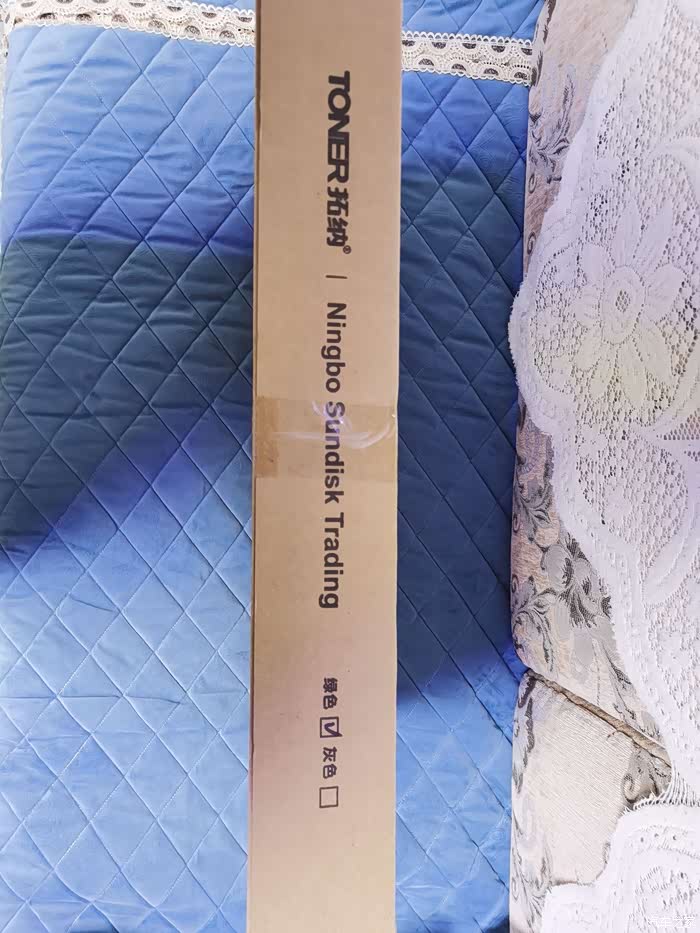 TONER拓纳® | Ningbo Sundisk Trading
绿色 ☑ 灰色 ☐